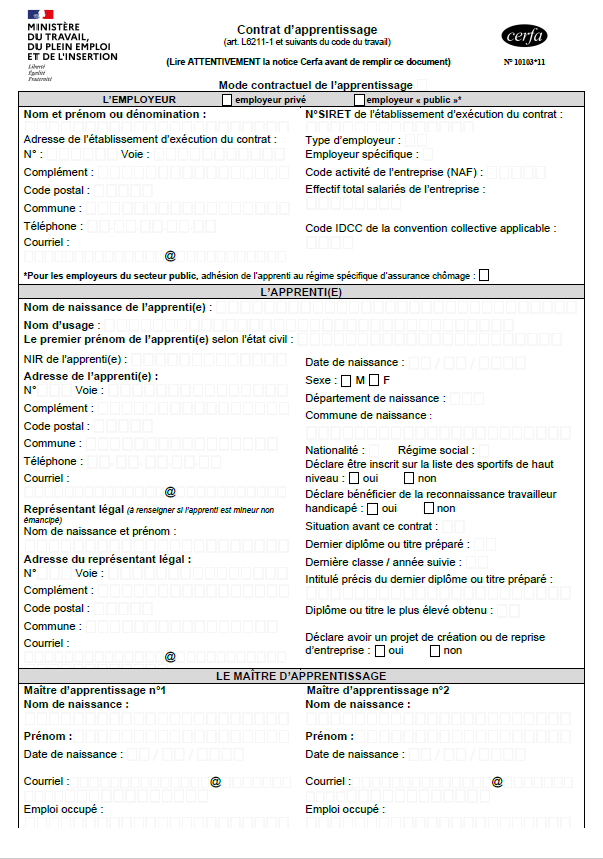 MINISTÈRE
DU TRAVAIL,
DU PLEIN EMPLOI
ET DE L'INSERTION
Liberté
Égalité
Fraternité
Contrat d'apprentissage
(art. L6211-1 et suivants du code du travail)
(Lire ATTENTIVEMENT la notice Cerfa avant de remplir ce document)
cerfa
N° 10103*11
Mode contractuel de l'apprentissage
L'EMPLOYEUR employeur privé employeur « public »*
Nom et prénom ou dénomination :
Adresse de l'établissement d'exécution du contrat :
N° : Voie :
Complément :
Code postal :
Commune :
Téléphone :
Courriel :
@
N°SIRET de l'établissement d'exécution du contrat :
Type d'employeur :
Employeur spécifique :
Code activité de l'entreprise (NAF) :
Effectif total salariés de l'entreprise :
Code IDCC de la convention collective applicable :
*Pour les employeurs du secteur public, adhésion de l'apprenti au régime spécifique d'assurance chômage :
L'APPRENTI(E)
Nom de naissance de l'apprenti(e) :
Nom d'usage :
Le premier prénom de l'apprenti(e) selon l'état civil :
NIR de l'apprenti(e) :
Adresse de l'apprenti(e) :
N° Voie :
Complément :
Code postal :
Commune :
Téléphone :
Courriel :
@
Représentant légal (à renseigner si l'apprenti est mineur non
émancipé)
Nom de naissance et prénom :
Adresse du représentant légal :
N° Voie :
Complément :
Code postal :
Commune :
Courriel :
@
Date de naissance : / /
Sexe : M F
Département de naissance :
Commune de naissance :
Nationalité : Régime social :
Déclare être inscrit sur la liste des sportifs de haut
niveau : oui non
Déclare bénéficier de la reconnaissance travailleur
handicapé : oui non
Situation avant ce contrat :
Dernier diplôme ou titre préparé :
Dernière classe / année suivie :
Intitulé précis du dernier diplôme ou titre préparé :
Diplôme ou titre le plus élevé obtenu :
Déclare avoir un projet de création ou de reprise
d'entreprise : oui non
LE MAÎTRE D'APPRENTISSAGE
Maître d'apprentissage n°1
Nom de naissance :
Prénom :
Date de naissance : / /
Courriel : @
Emploi occupé :
Maître d'apprentissage n°2
Nom de naissance :
Prénom :
Date de naissance : / /
Courriel : @
Emploi occupé :